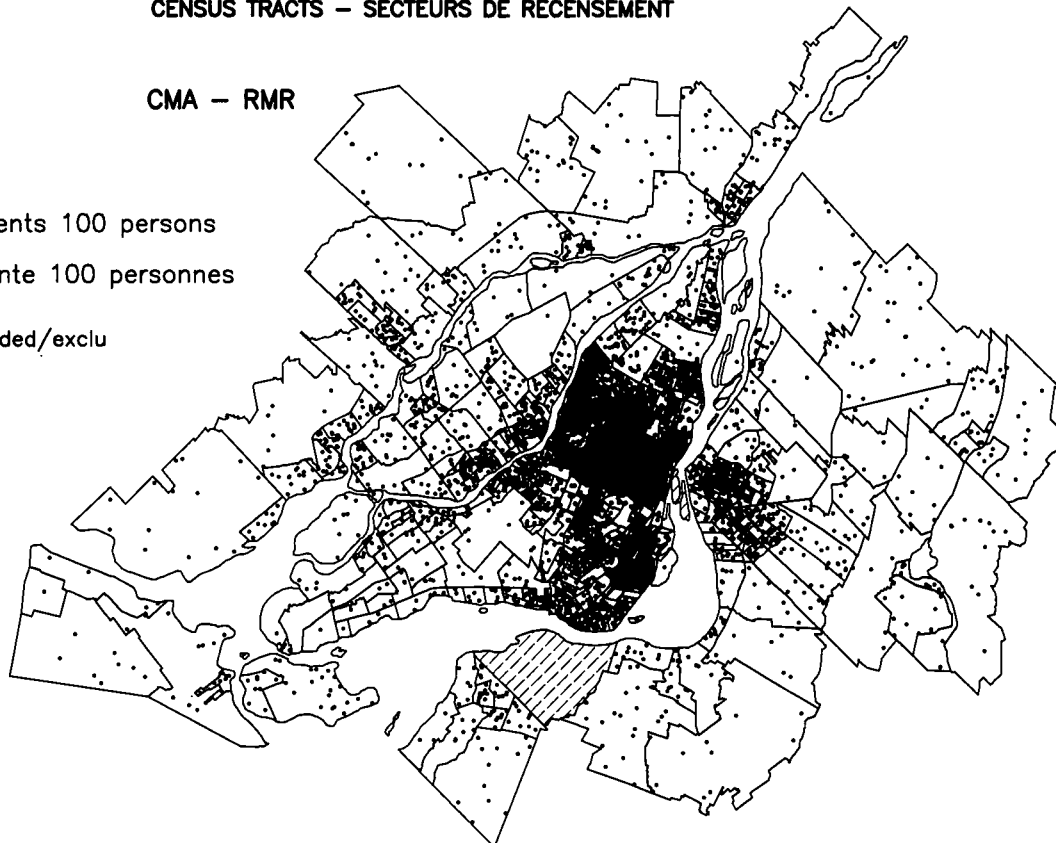 CENSUS TRACTS – SECTEURS DE RECENSEMENT
CMA – RMR
ents 100 persons
nte 100 personnes
ded/exclu